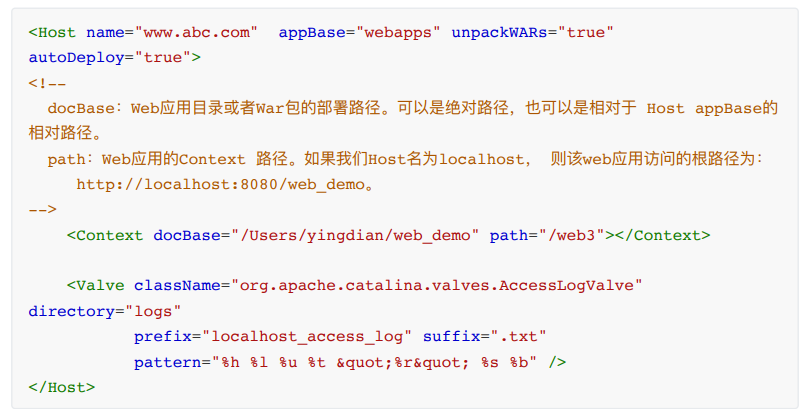 <Host name="www.abc.com"  appBase="webapps" unpackWARs="true"
autoDeploy="true">
<!--
  docBase：Web应用目录或者War包的部署路径。可以是绝对路径，也可以是相对于 Host appBase的
相对路径。
  path：Web应用的Context 路径。如果我们Host名为localhost， 则该web应用访问的根路径为：
     http://localhost:8080/web_demo。
-->
    <Context docBase="/Users/yingdian/web_demo" path="/web3"></Context>
    <Valve className="org.apache.catalina.valves.AccessLogValve"
directory="logs"
           prefix="localhost_access_log" suffix=".txt"
           pattern="%h %l %u %t &quot;%r&quot; %s %b" />
</Host>